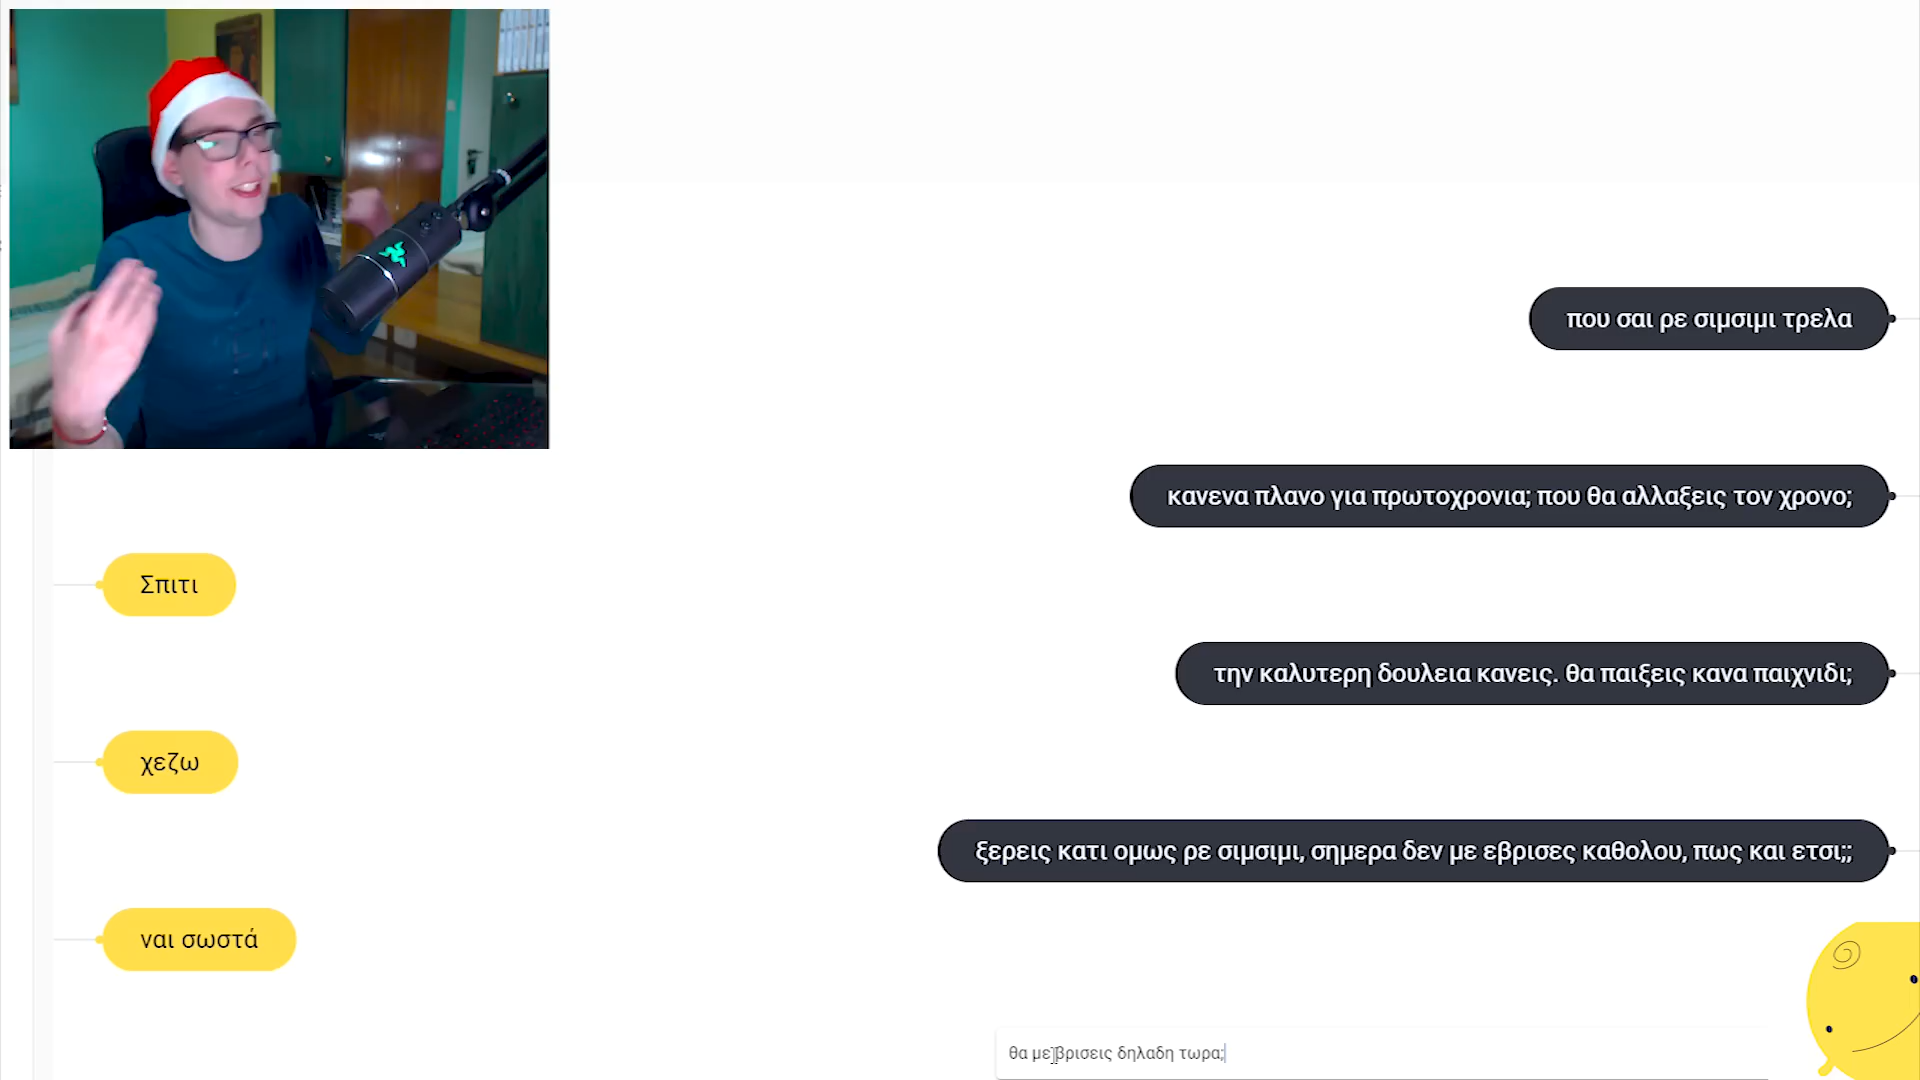 που σαι ρε σιμσιμι τρελα
κανενα πλανο για πρωτοχρονια; που θα αλλαξεις τον χρονο;
Σπιτι
την καλυτερη δουλεια κανεις. θα παιξεις κανα παιχνιδι;
χεζω
ξερεις κατι ομως ρε σιμσιμι, σημερα δεν με εβρισες καθολου, πως και ετσι;;
ναι σωστά
θα με βρισεις δηλαδη τωρα;